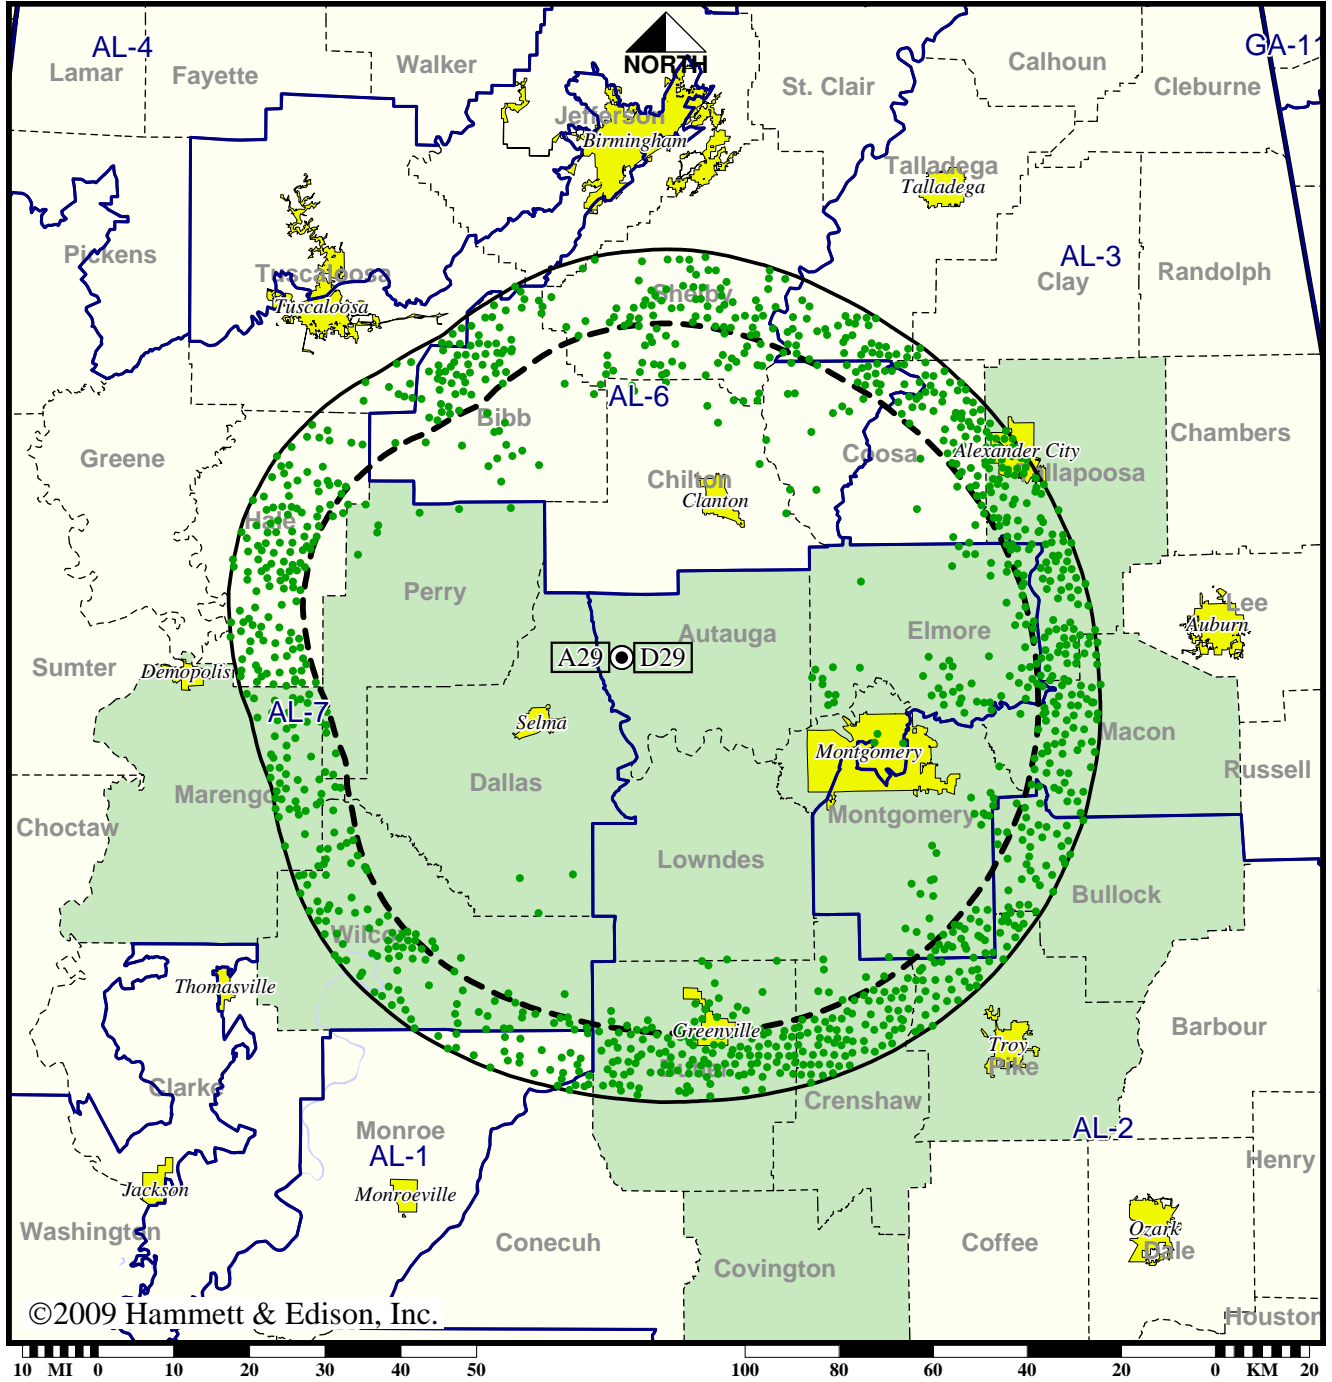 AL-4
Lamar
Fayette
Walker
NORTH
St. Clair
Calhoun
GA-11
Cleburne
Jefferson
Birmingham
Talladega
Talladega
Pickens
Tuscaloosa
Tuscaloosa
AL-3
Clay
Randolph
Shelby
AL-6
Bibb
Greene
Chilton
Clanton
Coosa
Alexander City
Tallapoosa
Chambers
Hale
Perry
Autauga
Elmore
Lee
Auburn
Sumter
Demopolis
A29
D29
AL-7
Selma
Montgomery
Macon
Russell
Marengo
Dallas
Montgomery
Choctaw
Lowndes
Bullock
Wilcox
Thomasville
Greenville
Troy
Pike
Barbour
Butler
Clarke
Crenshaw
Monroe
AL-1
AL-2
Henry
Jackson
Monroeville
Washington
Conecuh
Covington
Coffee
Ozark
Dale
Houston
©2009 Hammett & Edison, Inc.
10 MI 0 10 20 30 40 50 100 80 60 40 20 0 KM 20